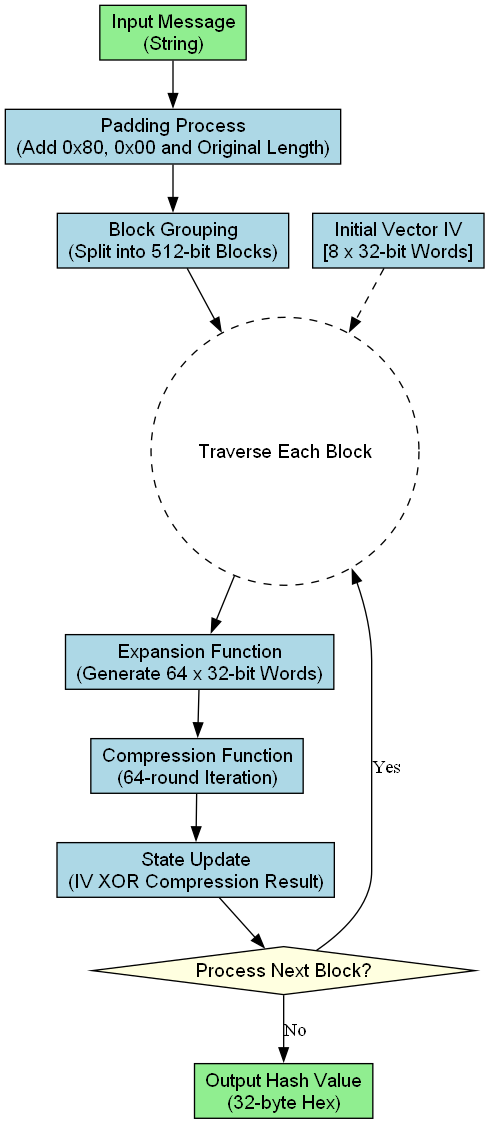 Input Message
(String)
Padding Process
(Add 0x80, 0x00 and Original Length)
Block Grouping
(Split into 512-bit Blocks)
Initial Vector IV
[8 x 32-bit Words]
Traverse Each Block
Expansion Function
(Generate 64 x 32-bit Words)
Compression Function
(64-round Iteration)
Yes
State Update
(IV XOR Compression Result)
Process Next Block?
No
Output Hash Value
(32-byte Hex)